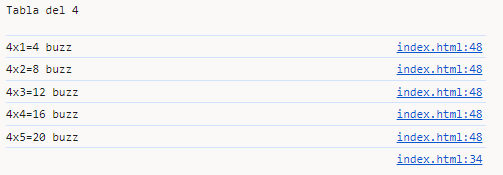 Tabla del 4
4x1=4 buzz index.html:48
4x2=8 buzz index.html:48
4x3=12 buzz index.html:48
4x4=16 buzz index.html:48
4x5=20 buzz index.html:48
index.html:34